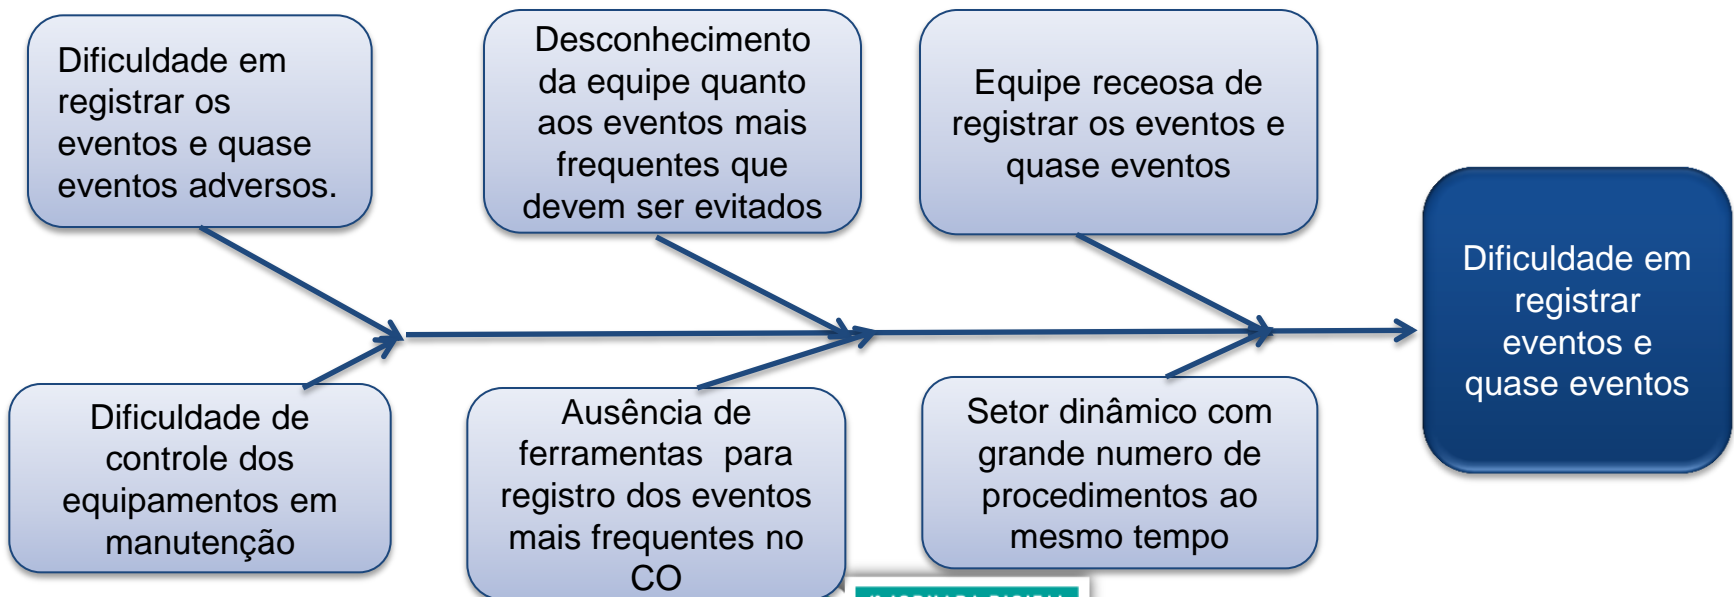 Dificuldade em
registrar os
eventos e quase
eventos adversos.
Desconhecimento
da equipe quanto
aos eventos mais
frequentes que
devem ser evitados
Equipe receosa de
registrar os eventos e
quase eventos
Dificuldade em
registrar
eventos e
quase eventos
Dificuldade de
controle dos
equipamentos em
manutenção
Ausência de
ferramentas para
registro dos eventos
mais frequentes no
CO
Setor dinâmico com
grande numero de
procedimentos ao
mesmo tempo